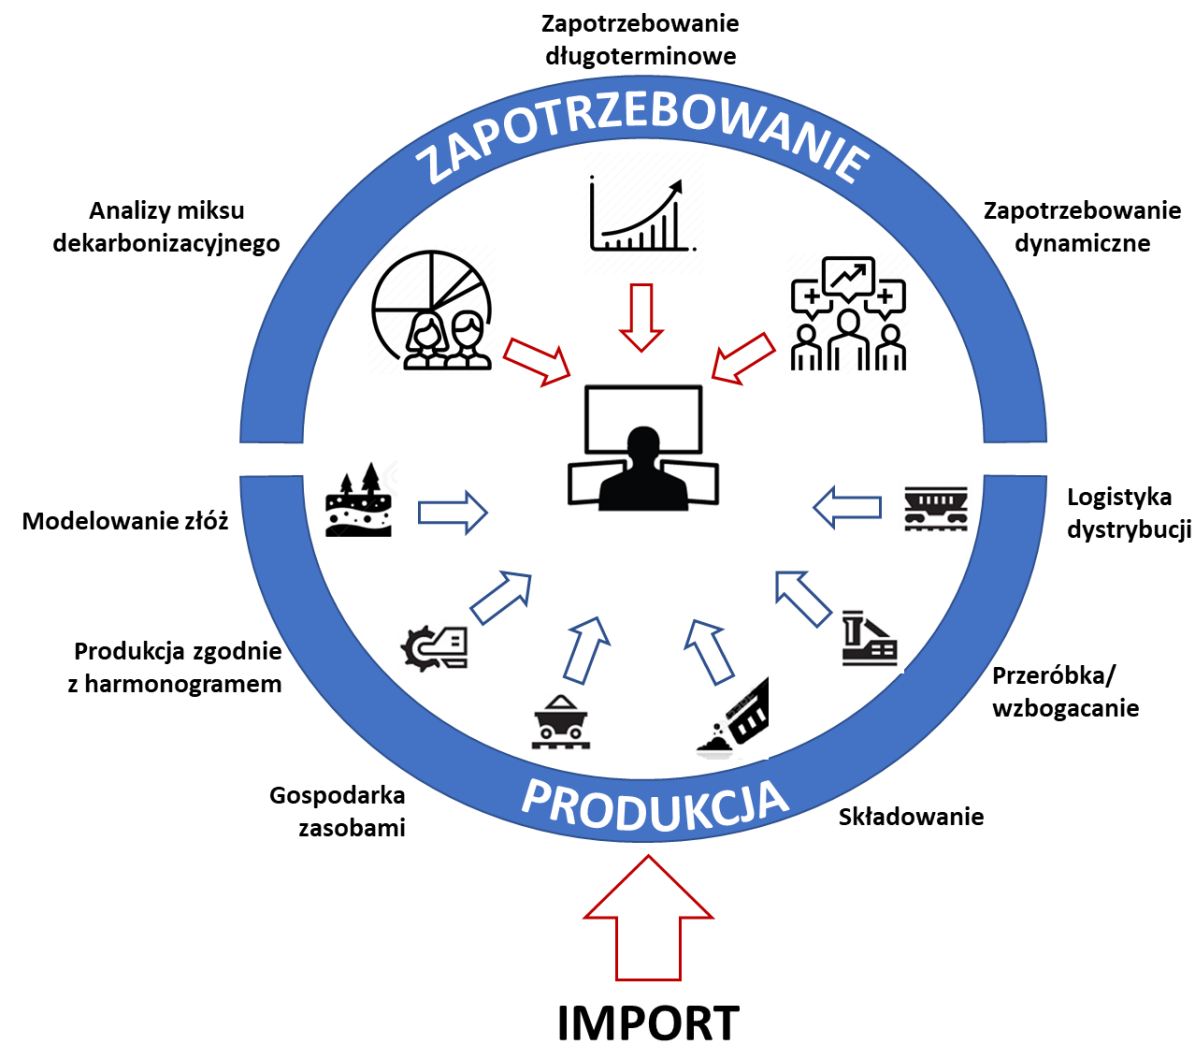 Zapotrzebowanie
długoterminowe
ZAPOTRZEBOWANIE
Analizy miksu
dekarbonizacyjnego
Zapotrzebowanie
dynamiczne
Modelowanie złóż
Logistyka
dystrybucji
Produkcja zgodnie
z harmonogramem
Przeróbka/
wzbogacanie
Gospodarka
zasobami
PRODUKCJA
Składowanie
IMPORT